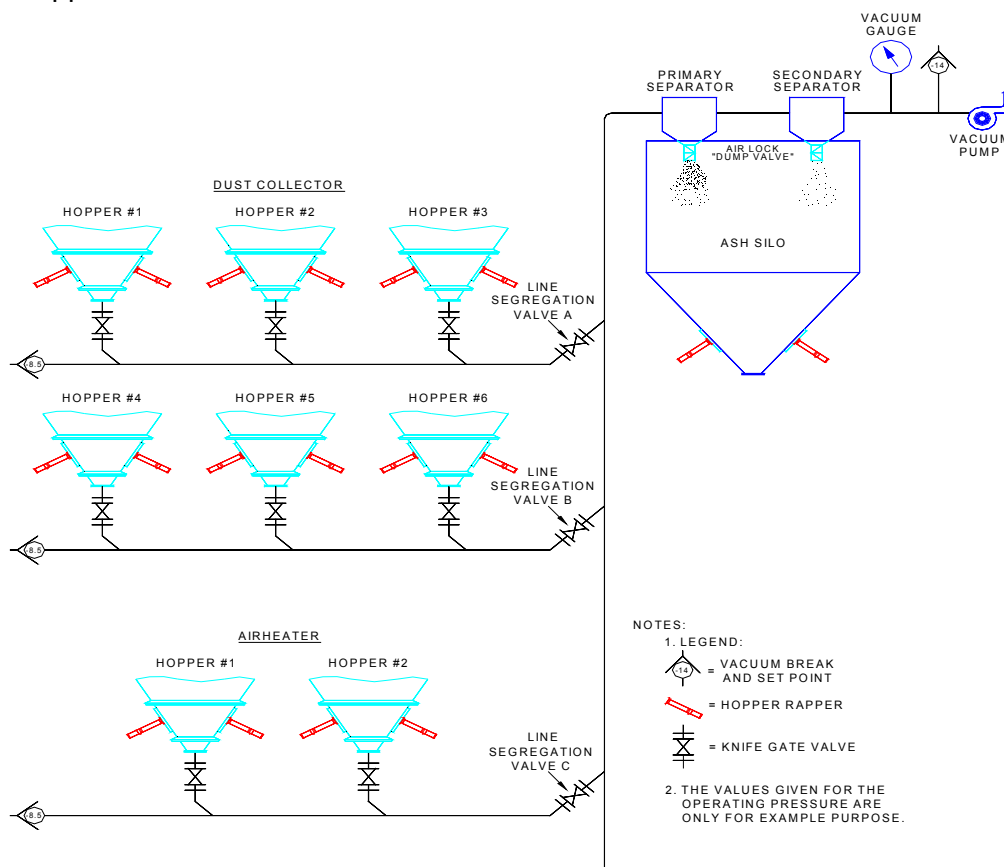 VACUUM
GAUGE
-14
PRIMARY
SEPARATOR
SECONDARY
SEPARATOR
VACUUM
PUMP
AIR LOCK
"DUMP VALVE"
ASH SILO
DUST COLLECTOR
HOPPER #1
HOPPER #2
HOPPER #3
LINE
SEGREGATION
VALVE A
-8.5
HOPPER #4
HOPPER #5
HOPPER #6
LINE
SEGREGATION
VALVE B
-8.5
AIRHEATER
HOPPER #1
HOPPER #2
LINE
SEGREGATION
VALVE C
-8.5
NOTES:
1. LEGEND:
-14
= VACUUM BREAK
AND SET POINT
= HOPPER RAPPER
= KNIFE GATE VALVE
2. THE VALUES GIVEN FOR THE
OPERATING PRESSURE ARE
ONLY FOR EXAMPLE PURPOSE.